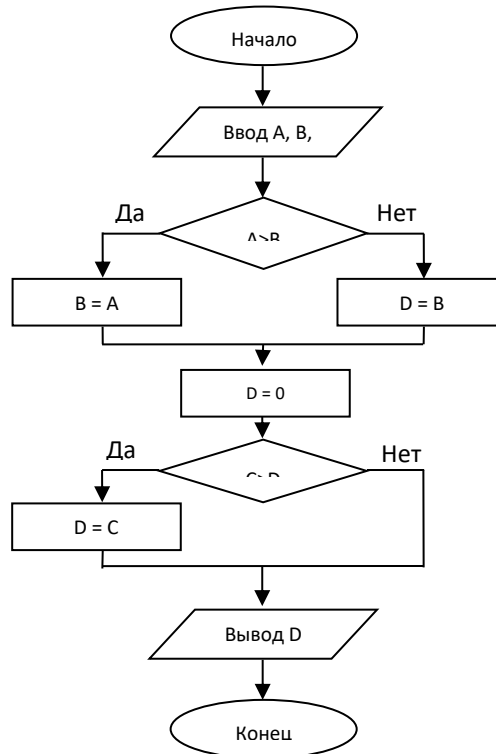 Начало
Ввод A, B,
Да
Нет
A>B
B = A
D = B
D = 0
Да
Нет
C>D
D = C
Вывод D
Конец